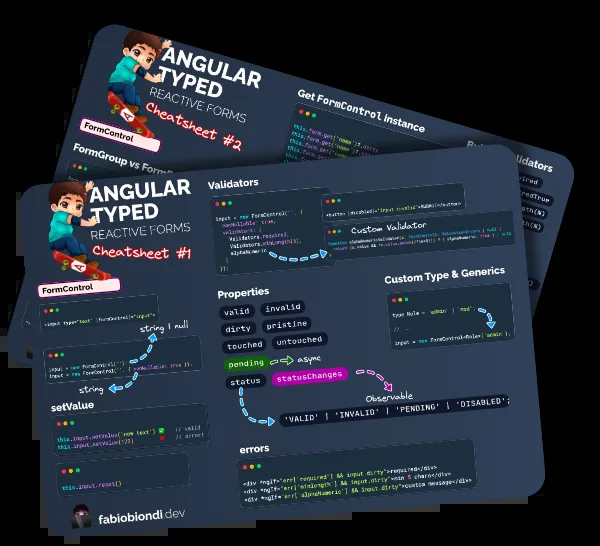 ANGULAR
TYPED
REACTIVE FORMS
Cheatsheet #2
FormControl
FormGroup vs
Get FormControl instance
ANGULAR
TYPED
REACTIVE FORMS
Cheatsheet #1
FormControl
<input type="text" [formControl]="input">
string | null
input = new FormControl('');
input = new FormControl('', { nonNullable: true });
string
setValue
this.input.setValue('new text') ✅ // valid
this.input.setValue(123) // error!
this.input.reset()
fabiobiondi.dev
Validators
input = new FormControl('', {
nonNullable: true,
validators: [
Validators.required,
Validators.minLength(3),
alphaNumeric
]
});
<button [disabled]="input.invalid">SUBMIT</button>
Custom Validator
Properties
valid invalid
dirty pristine
touched untouched
pending async
status statusChanges
Observable
'VALID' | 'INVALID' | 'PENDING' | 'DISABLED';
Custom Type & Generics
type Role = 'admin' | 'mod';
// ...
input = new FormControl<Role>('admin');
errors
<div *ngIf="err['required'] && input.dirty">required</div>
<div *ngIf="err['minlength'] && input.dirty">min 3 chars</div>
<div *ngIf="err['alphaNumeric'] && input.dirty">custom message</div>